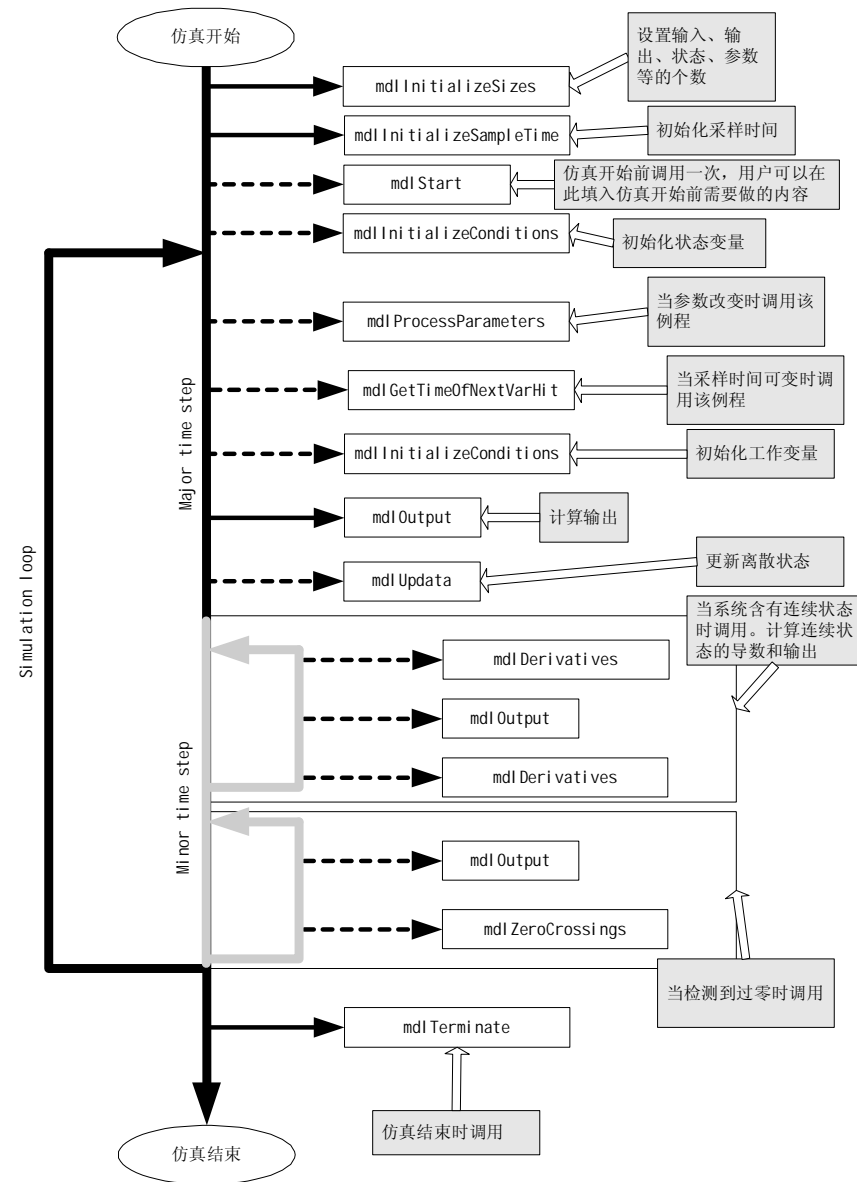 仿真开始
设置输入、输
出、状态、参数
等的个数
mdlInitializeSizes
mdlInitializeSampleTime
初始化采样时间
mdlStart
仿真开始前调用一次，用户可以在
此填入仿真开始前需要做的内容
mdlInitializeConditions
初始化状态变量
mdlProcessParameters
当参数改变时调用该
例程
mdlGetTimeOfNextVarHit
当采样时间可变时调
用该例程
mdlInitializeConditions
初始化工作变量
Major time step
mdlOutput
计算输出
mdlUpdata
更新离散状态
Simulation loop
当系统含有连续状态
时调用。计算连续状
态的导数和输出
mdlDerivatives
mdlOutput
mdlDerivatives
Minor time step
mdlOutput
mdlZeroCrossings
当检测到过零时调用
mdlTerminate
仿真结束时调用
仿真结束